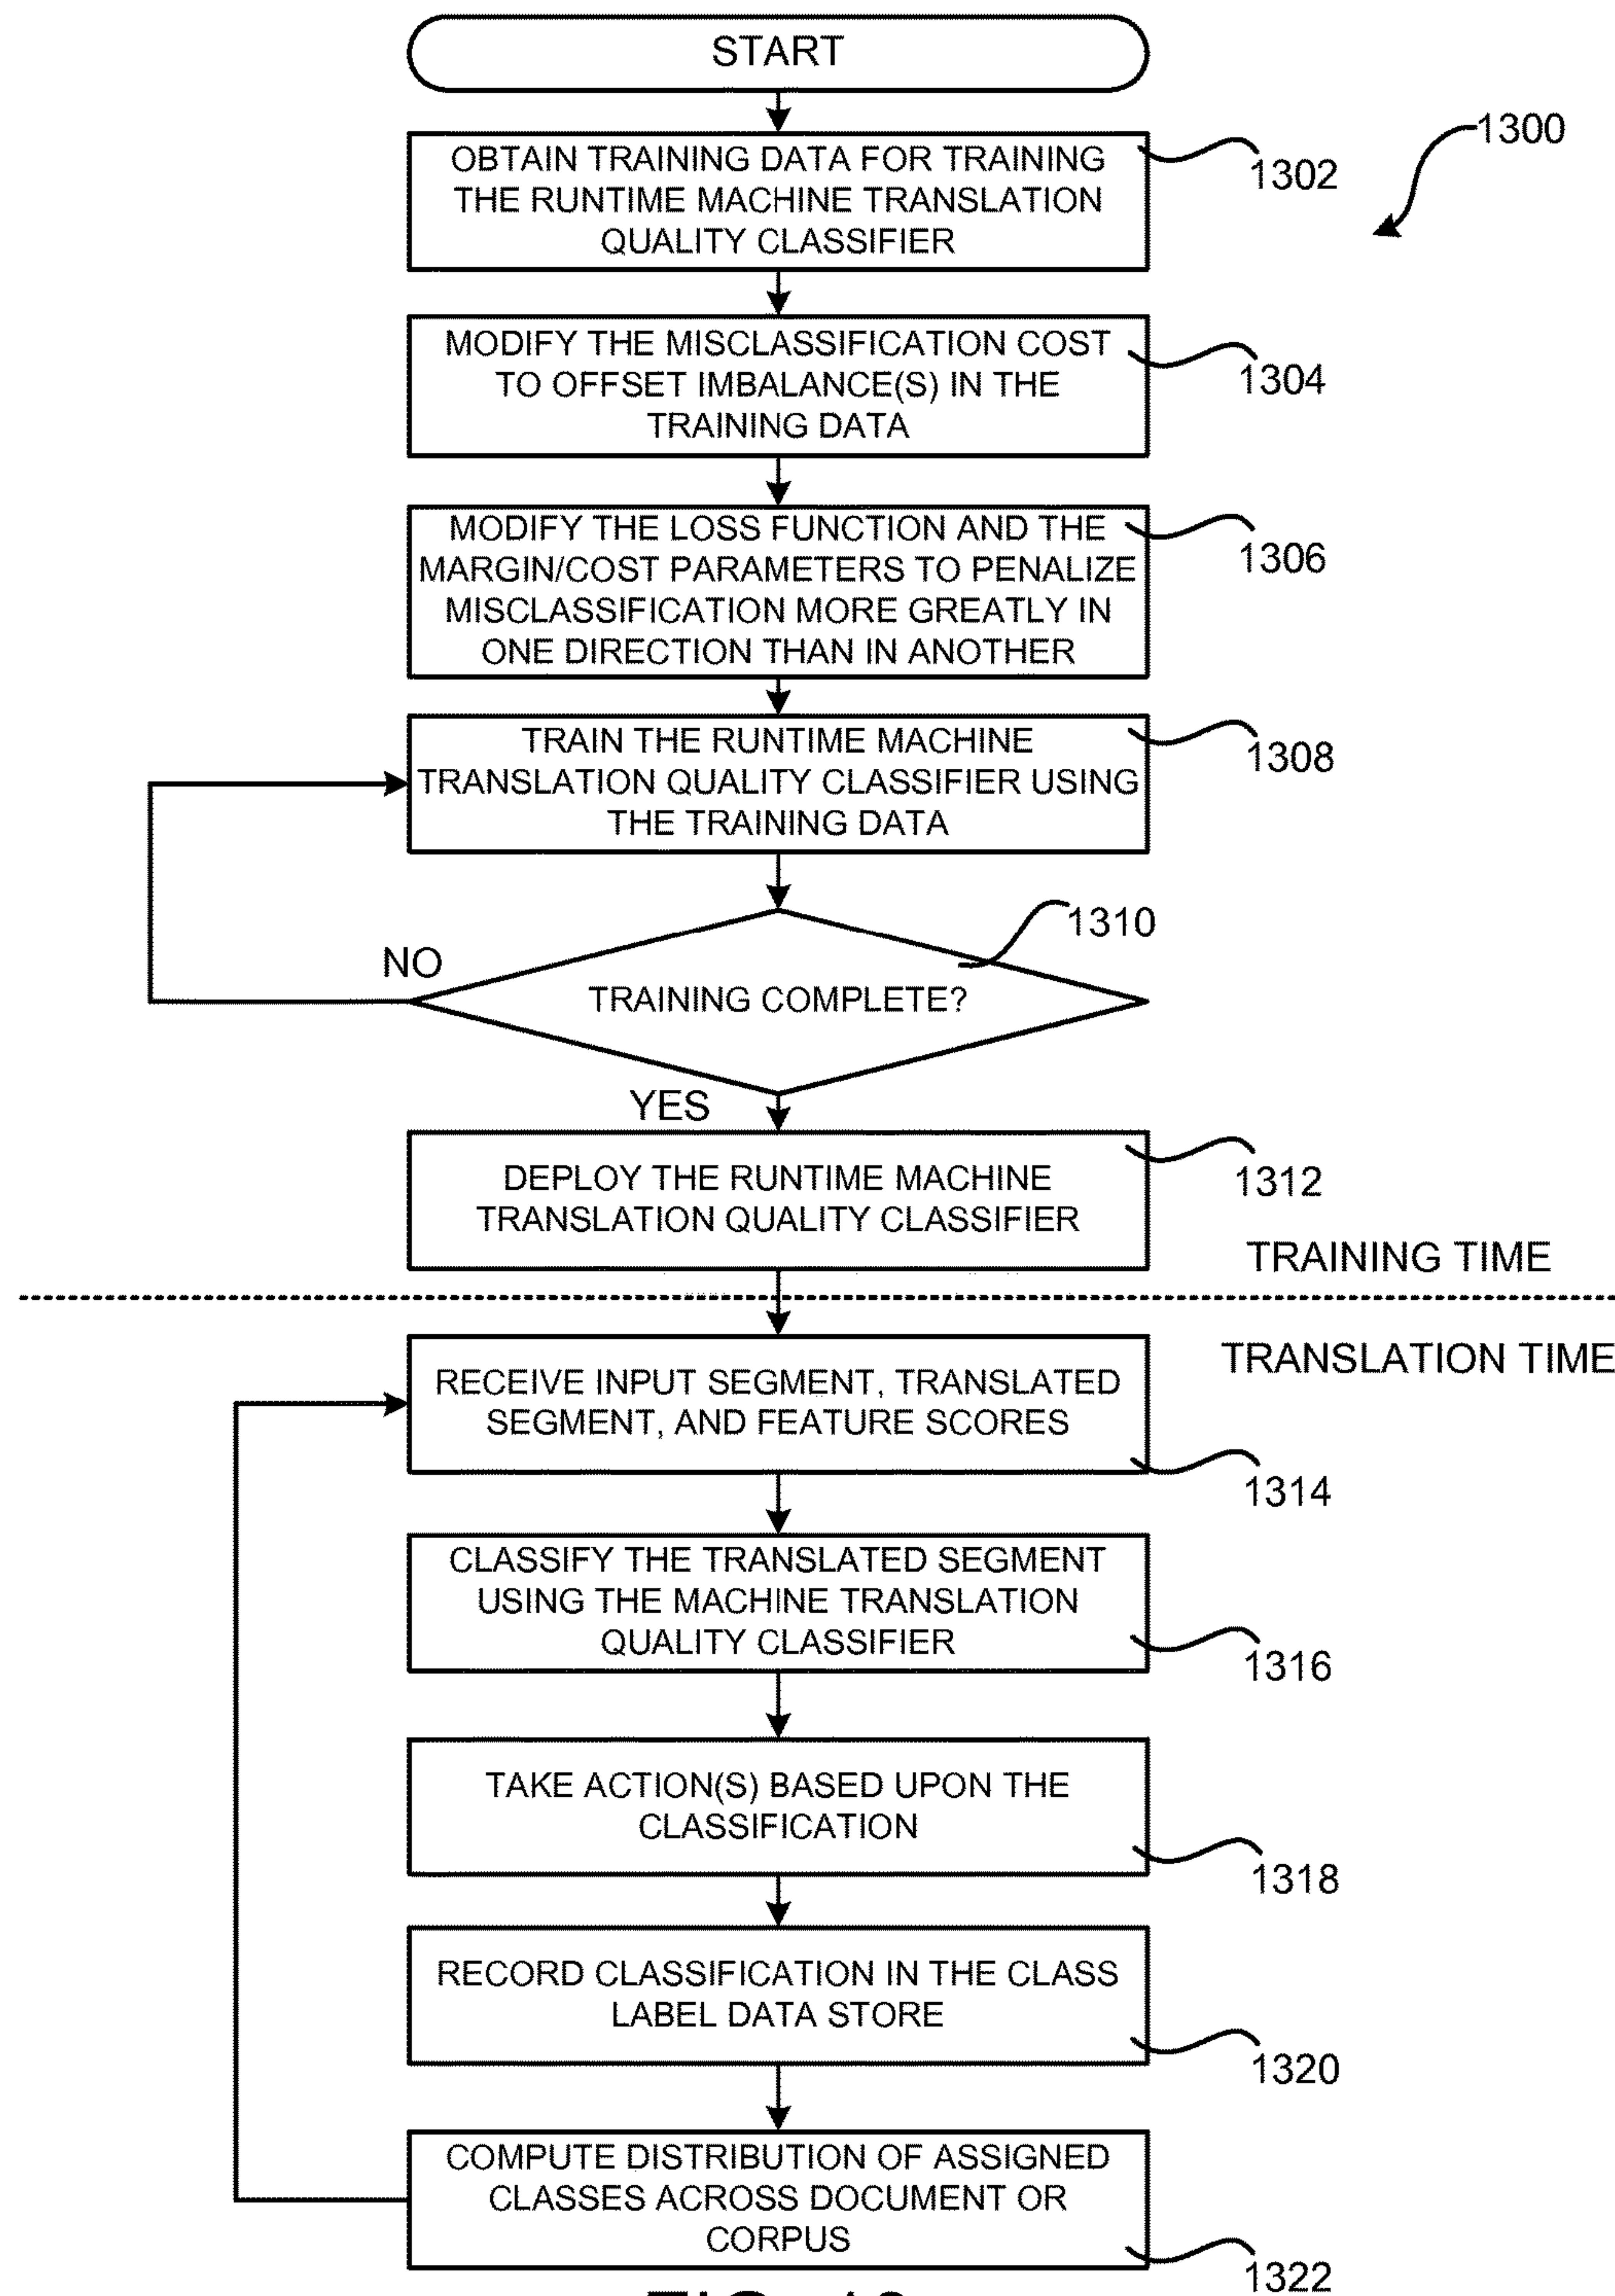 START
1300
OBTAIN TRAINING DATA FOR TRAINING
THE RUNTIME MACHINE TRANSLATION
QUALITY CLASSIFIER
1302
MODIFY THE MISCLASSIFICATION COST
TO OFFSET IMBALANCE(S) IN THE
TRAINING DATA
1304
MODIFY THE LOSS FUNCTION AND THE
MARGIN/COST PARAMETERS TO PENALIZE
MISCLASSIFICATION MORE GREATLY IN
ONE DIRECTION THAN IN ANOTHER
1306
TRAIN THE RUNTIME MACHINE
TRANSLATION QUALITY CLASSIFIER USING
THE TRAINING DATA
1308
1310
NO
TRAINING COMPLETE?
YES
DEPLOY THE RUNTIME MACHINE
TRANSLATION QUALITY CLASSIFIER
1312
TRAINING TIME
TRANSLATION TIME
RECEIVE INPUT SEGMENT, TRANSLATED
SEGMENT, AND FEATURE SCORES
1314
CLASSIFY THE TRANSLATED SEGMENT
USING THE MACHINE TRANSLATION
QUALITY CLASSIFIER
1316
TAKE ACTION(S) BASED UPON THE
CLASSIFICATION
1318
RECORD CLASSIFICATION IN THE CLASS
LABEL DATA STORE
1320
COMPUTE DISTRIBUTION OF ASSIGNED
CLASSES ACROSS DOCUMENT OR
CORPUS
1322